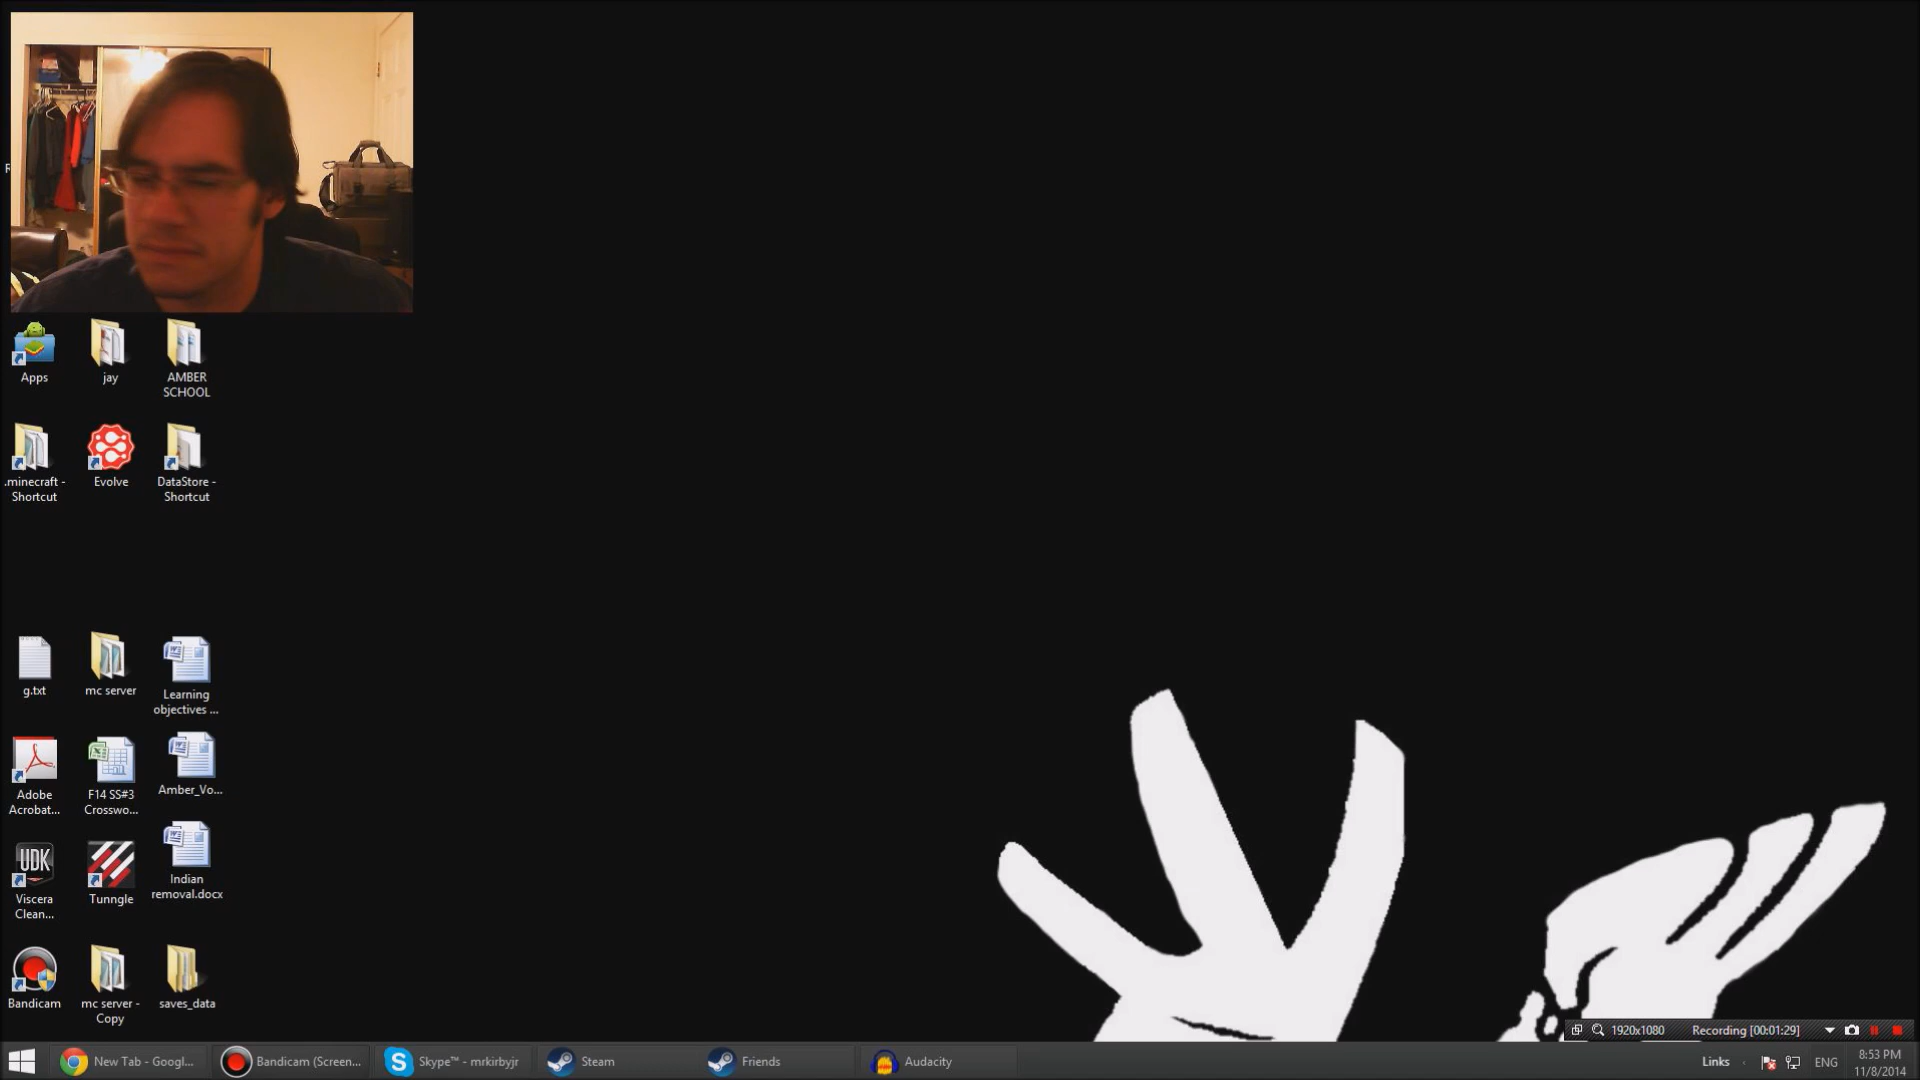 R
Apps
jay
AMBER
SCHOOL
.minecraft -
Shortcut
Evolve
DataStore -
Shortcut
g.txt
mc server
Learning
objectives ...
Adobe
Acrobat...
F14 SS#3
Crosswo...
Amber_Vo...
UDK
Viscera
Clean...
Tunngle
Indian
removal.docx
Bandicam
mc server -
Copy
saves_data
1920x1080
Recording [00:01:29]
New Tab - Googl...
Bandicam (Screen...
Skype™ - mrkirbyjr
Steam
Friends
Audacity
Links
ENG
8:53 PM
11/8/2014